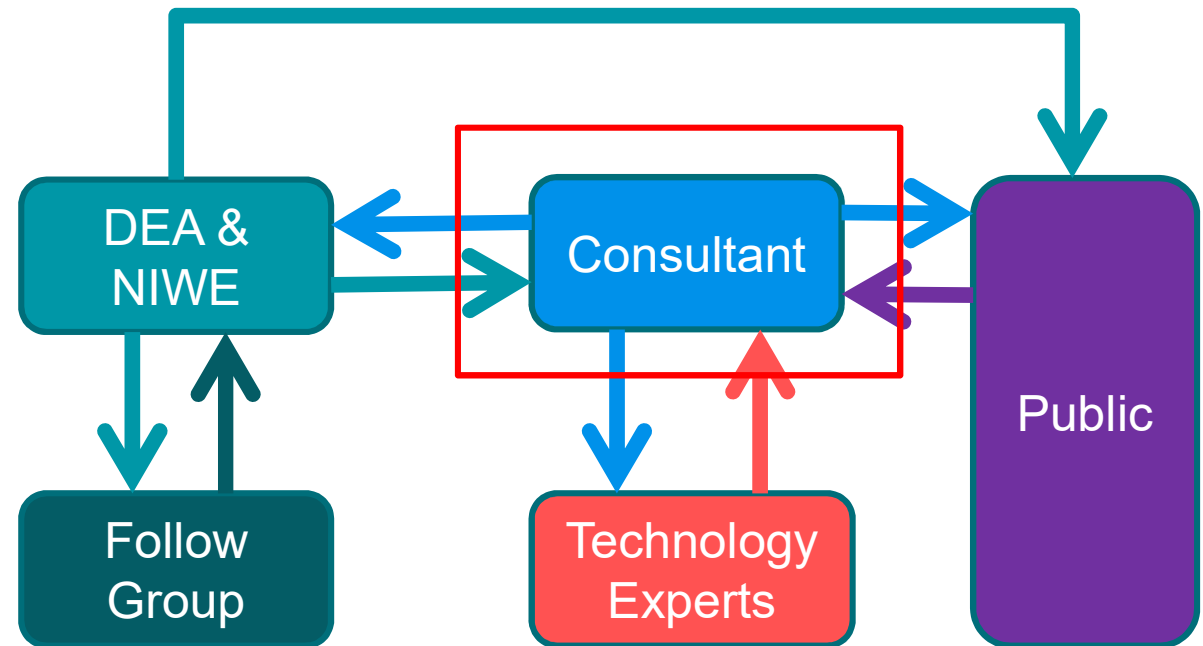 DEA &
NIWE
Consultant
Public
Follow
Group
Technology
Experts